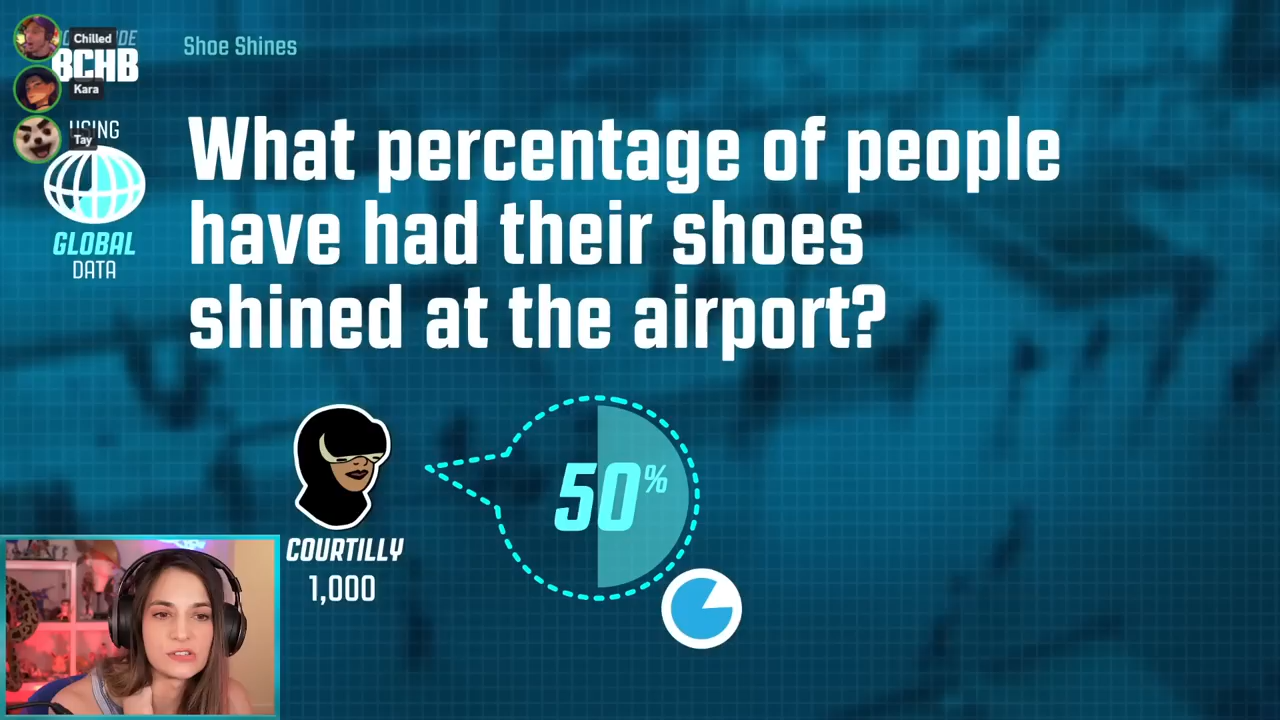 Chilled
BCHB
Kara
USING
Tay
GLOBAL
DATA
Shoe Shines
What percentage of people
have had their shoes
shined at the airport?
50%
COURTILLY
1,000